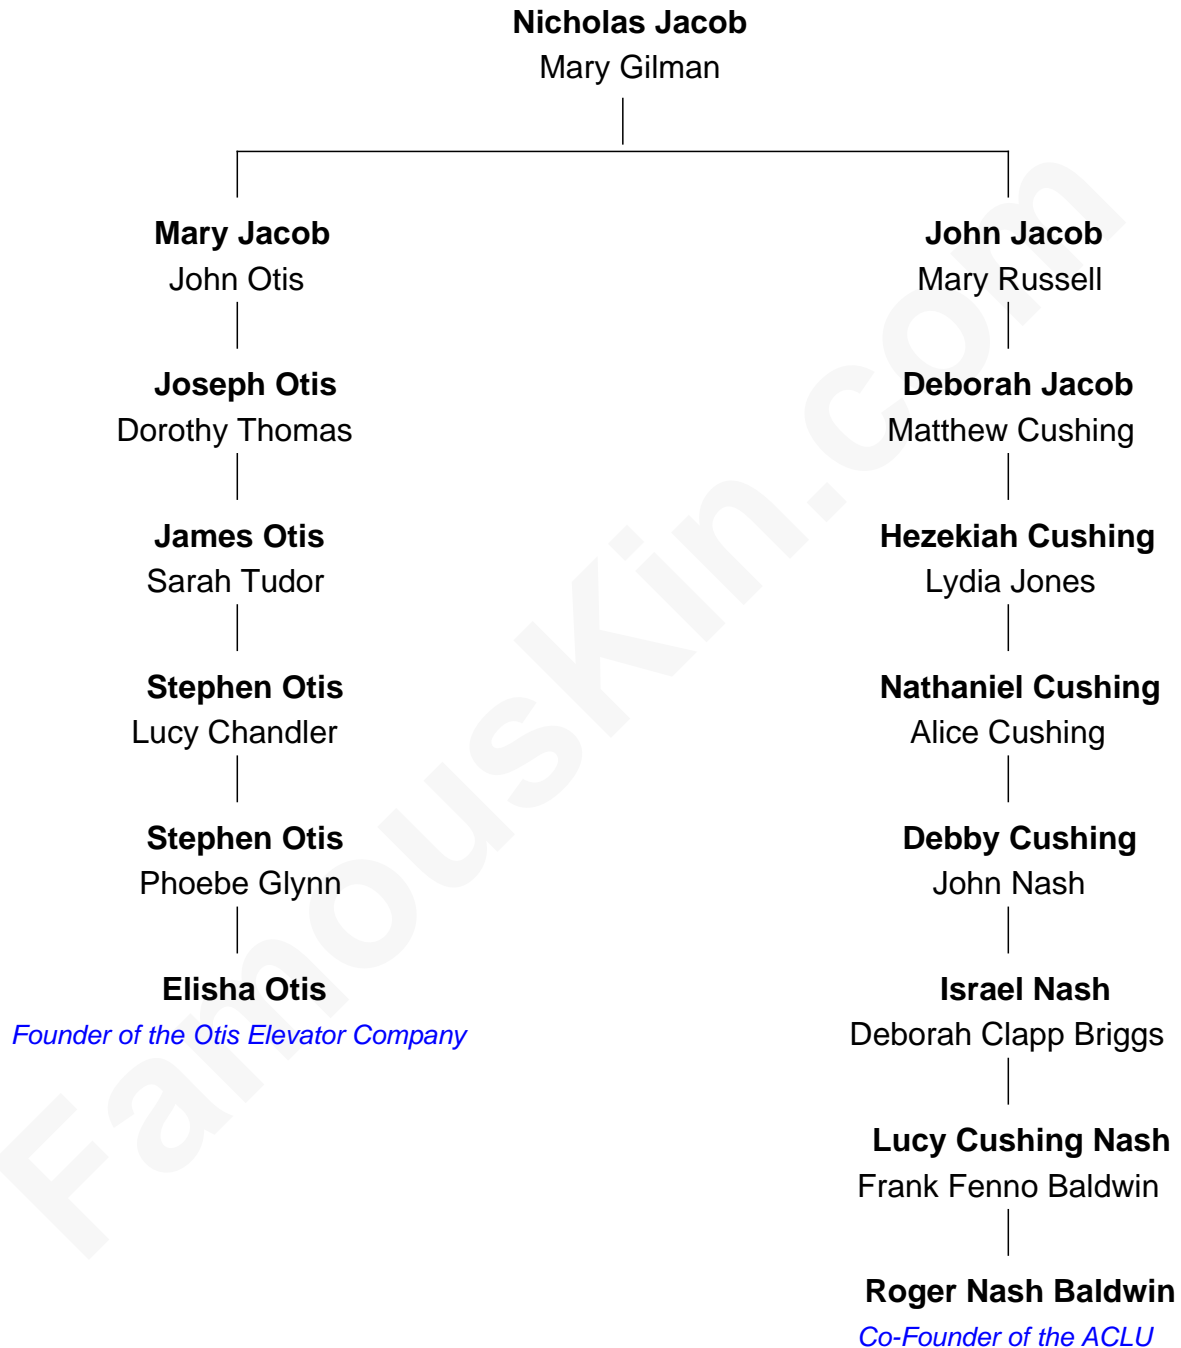 Nicholas Jacob
Mary Gilman
Mary Jacob
John Otis
John Jacob
Mary Russell
Joseph Otis
Dorothy Thomas
Deborah Jacob
Matthew Cushing
James Otis
Sarah Tudor
Hezekiah Cushing
Lydia Jones
Stephen Otis
Lucy Chandler
Nathaniel Cushing
Alice Cushing
Stephen Otis
Phoebe Glynn
Debby Cushing
John Nash
Elisha Otis
Founder of the Otis Elevator Company
Israel Nash
Deborah Clapp Briggs
Lucy Cushing Nash
Frank Fenno Baldwin
Roger Nash Baldwin
Co-Founder of the ACLU
FamousKin.com